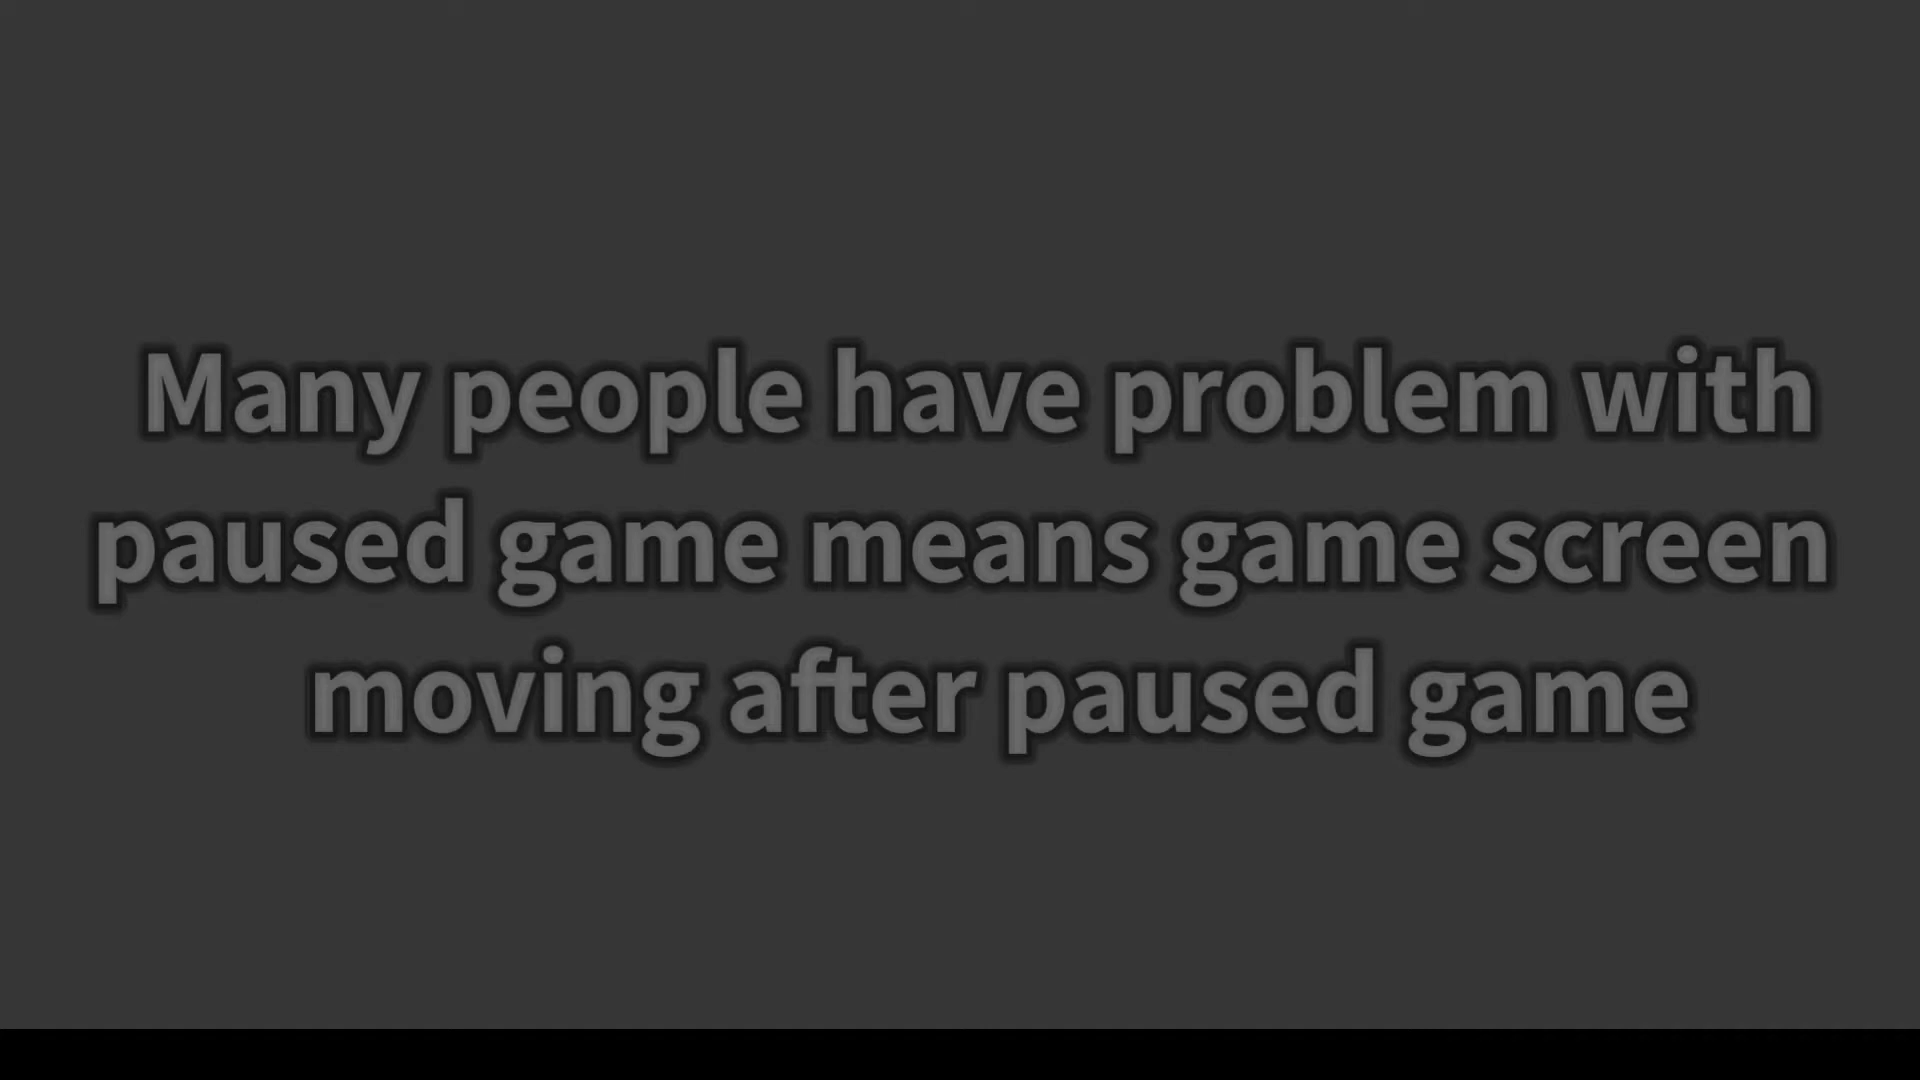 Many people have problem with
paused game means game screen
moving after paused game